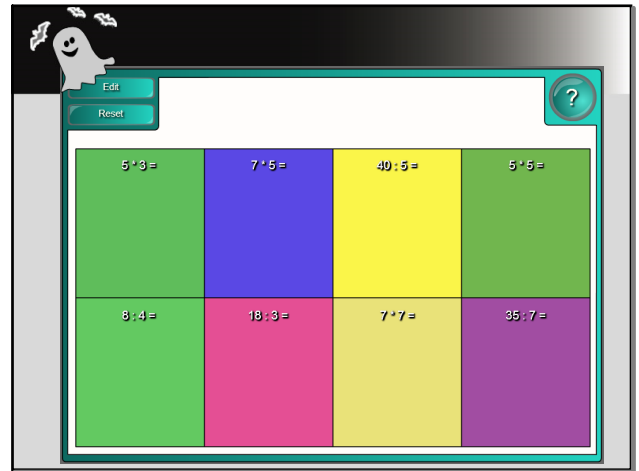 Edit
?
Reset
5 * 3 =
7 * 5 =
40 : 5 =
5 * 5 =
8 : 4 =
18 : 3 =
7 * 7 =
35 : 7 =